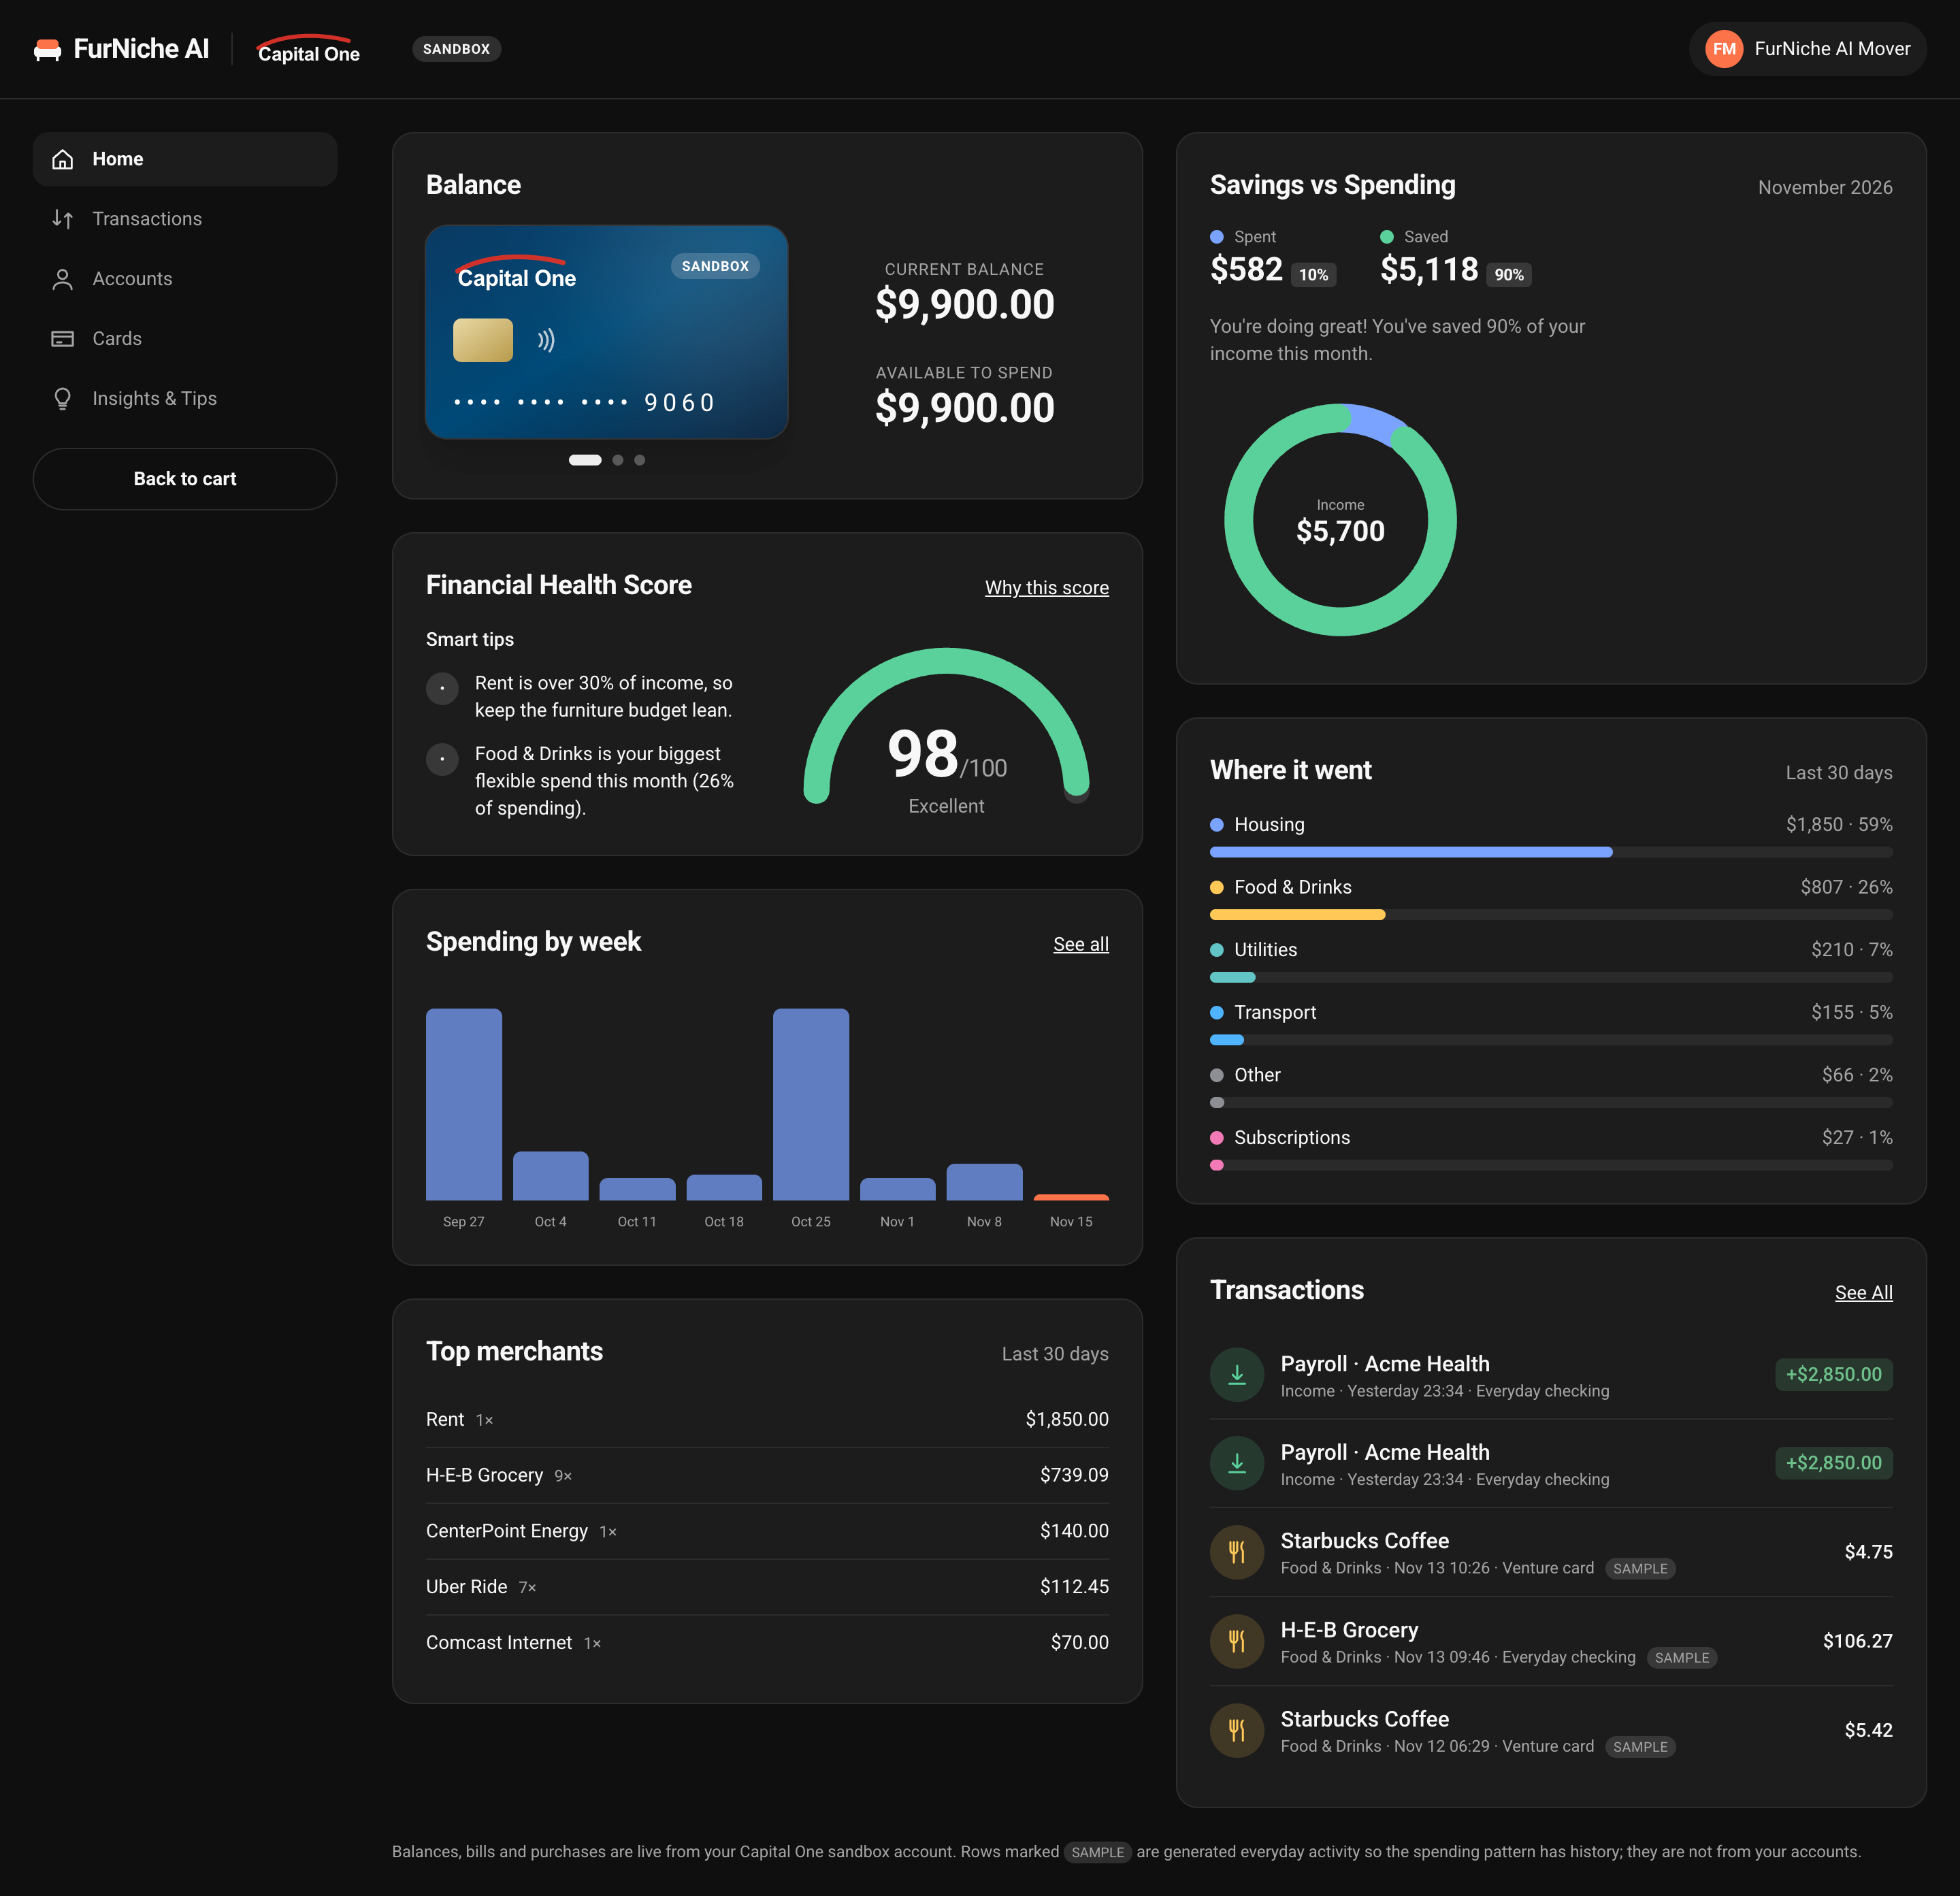 FurNiche AI
Capital One
SANDBOX
FM
FurNiche AI Mover
Home
Transactions
Accounts
Cards
Insights & Tips
Back to cart
Balance
Capital One
SANDBOX
•••• •••• •••• 9060
CURRENT BALANCE
$9,900.00
AVAILABLE TO SPEND
$9,900.00
Financial Health Score
Why this score
Smart tips
Rent is over 30% of income, so
keep the furniture budget lean.
Food & Drinks is your biggest
flexible spend this month (26%
of spending).
98/100
Excellent
Spending by week
See all
Sep 27
Oct 4
Oct 11
Oct 18
Oct 25
Nov 1
Nov 8
Nov 15
Top merchants
Last 30 days
Rent 1×
$1,850.00
H-E-B Grocery 9×
$739.09
CenterPoint Energy 1×
$140.00
Uber Ride 7×
$112.45
Comcast Internet 1×
$70.00
Savings vs Spending
November 2026
Spent
$582 10%
Saved
$5,118 90%
You're doing great! You've saved 90% of your
income this month.
Income
$5,700
Where it went
Last 30 days
Housing
$1,850 · 59%
Food & Drinks
$807 · 26%
Utilities
$210 · 7%
Transport
$155 · 5%
Other
$66 · 2%
Subscriptions
$27 · 1%
Transactions
See All
Payroll · Acme Health
Income · Yesterday 23:34 · Everyday checking
+$2,850.00
Payroll · Acme Health
Income · Yesterday 23:34 · Everyday checking
+$2,850.00
Starbucks Coffee
Food & Drinks · Nov 13 10:26 · Venture card SAMPLE
$4.75
H-E-B Grocery
Food & Drinks · Nov 13 09:46 · Everyday checking SAMPLE
$106.27
Starbucks Coffee
Food & Drinks · Nov 12 06:29 · Venture card SAMPLE
$5.42
Balances, bills and purchases are live from your Capital One sandbox account. Rows marked SAMPLE are generated everyday activity so the spending pattern has history; they are not from your accounts.